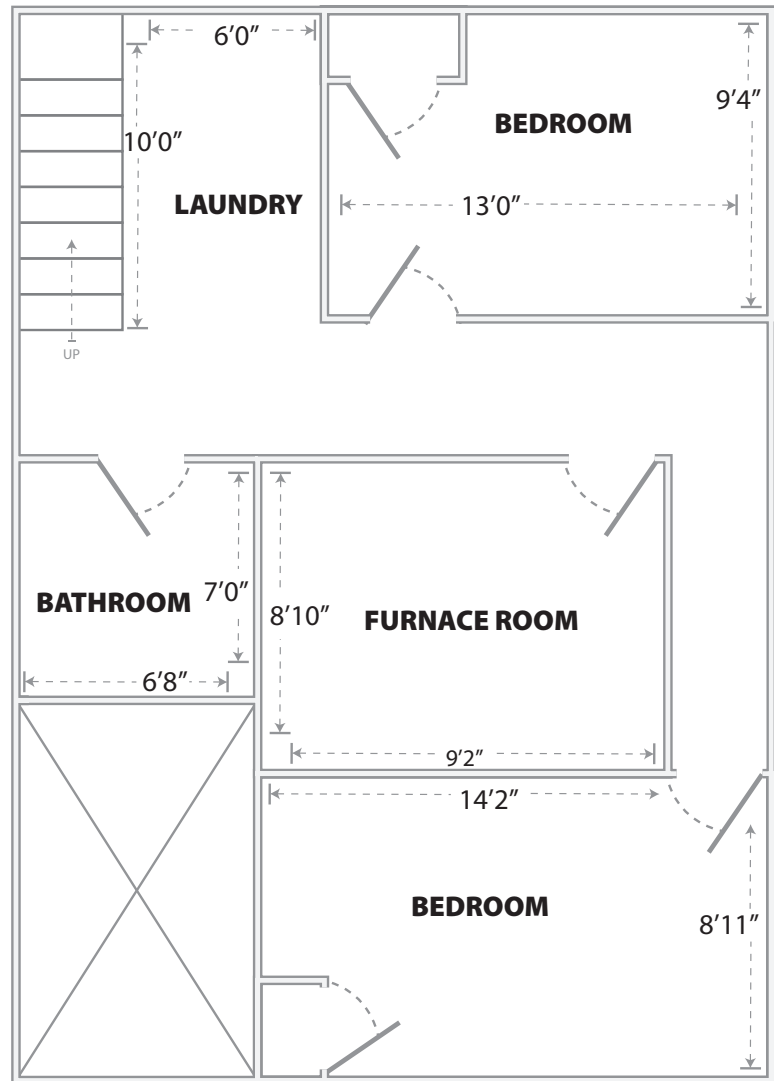 6’0”
9’4”
BEDROOM
10’0”
LAUNDRY
13’0”
UP
BATHROOM
7’0”
8’10”
FURNACE ROOM
6’8”
9’2”
14’2”
BEDROOM
8’11”